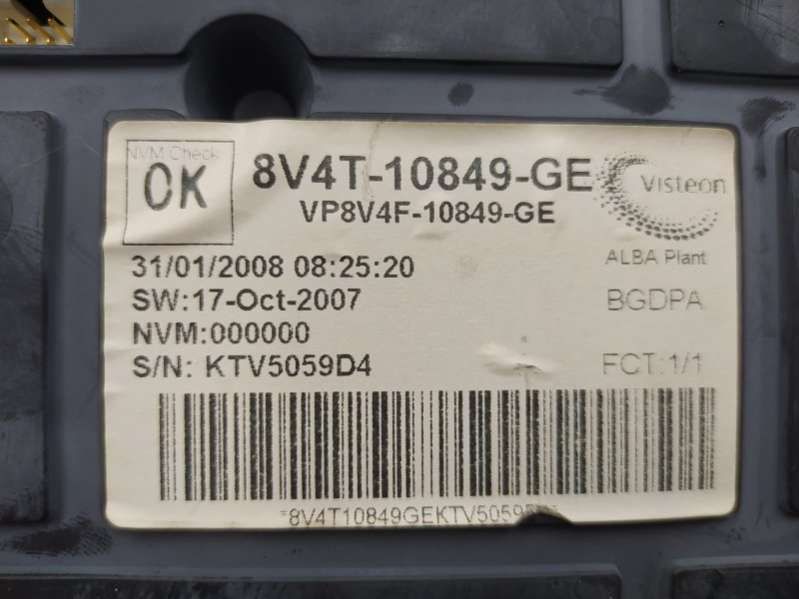 NVM Check
OK
8V4T-10849-GE
VP8V4F-10849-GE
Visteon
31/01/2008 08:25:20
ALBA Plant
SW:17-Oct-2007
BGDPA
NVM:000000
S/N: KTV5059D4
FCT:1/1